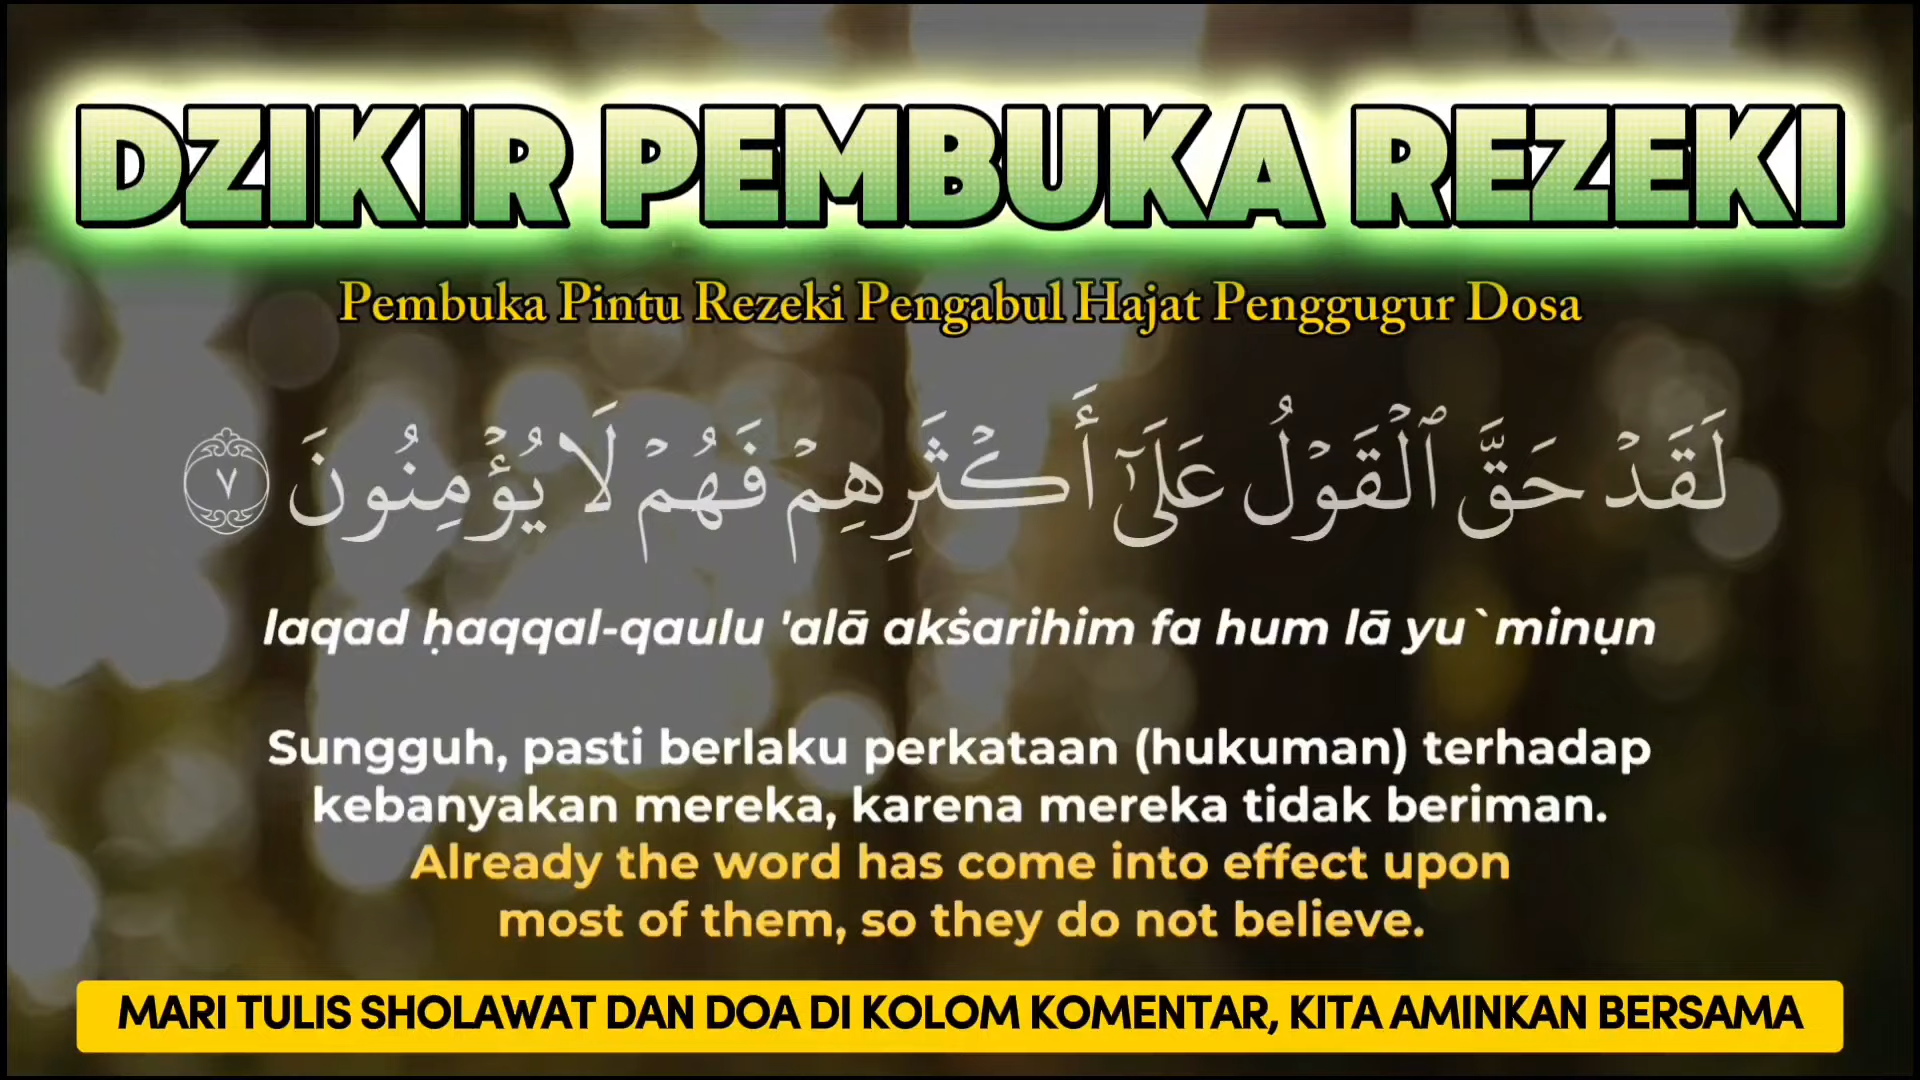 DZIKIR PEMBUKA REZEKI
Pembuka Pintu Rezeki Pengabul Hajat Penggugur Dosa
لَقَدْ حَقَّ ٱلْقَوْلُ عَلَىٰٓ أَكْثَرِهِمْ فَهُمْ لَا يُؤْمِنُونَ ٧
laqad ḥaqqal-qaulu 'alā akṡarihim fa hum lā yu`minụn
Sungguh, pasti berlaku perkataan (hukuman) terhadap
kebanyakan mereka, karena mereka tidak beriman.
Already the word has come into effect upon
most of them, so they do not believe.
MARI TULIS SHOLAWAT DAN DOA DI KOLOM KOMENTAR, KITA AMINKAN BERSAMA